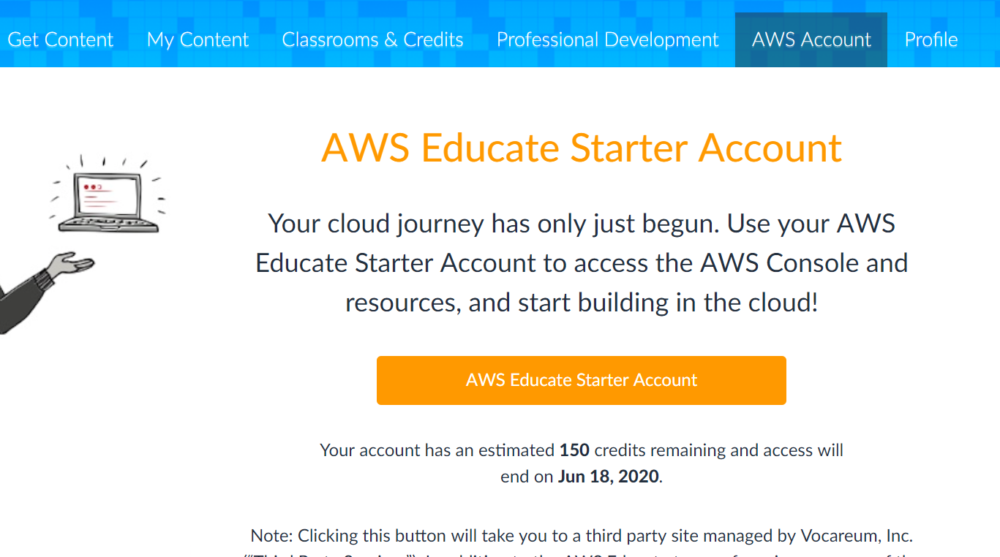 Get Content My Content Classrooms & Credits Professional Development AWS Account Profile
AWS Educate Starter Account
Your cloud journey has only just begun. Use your AWS
Educate Starter Account to access the AWS Console and
resources, and start building in the cloud!
AWS Educate Starter Account
Your account has an estimated 150 credits remaining and access will
end on Jun 18, 2020.
Note: Clicking this button will take you to a third party site managed by Vocareum, Inc.